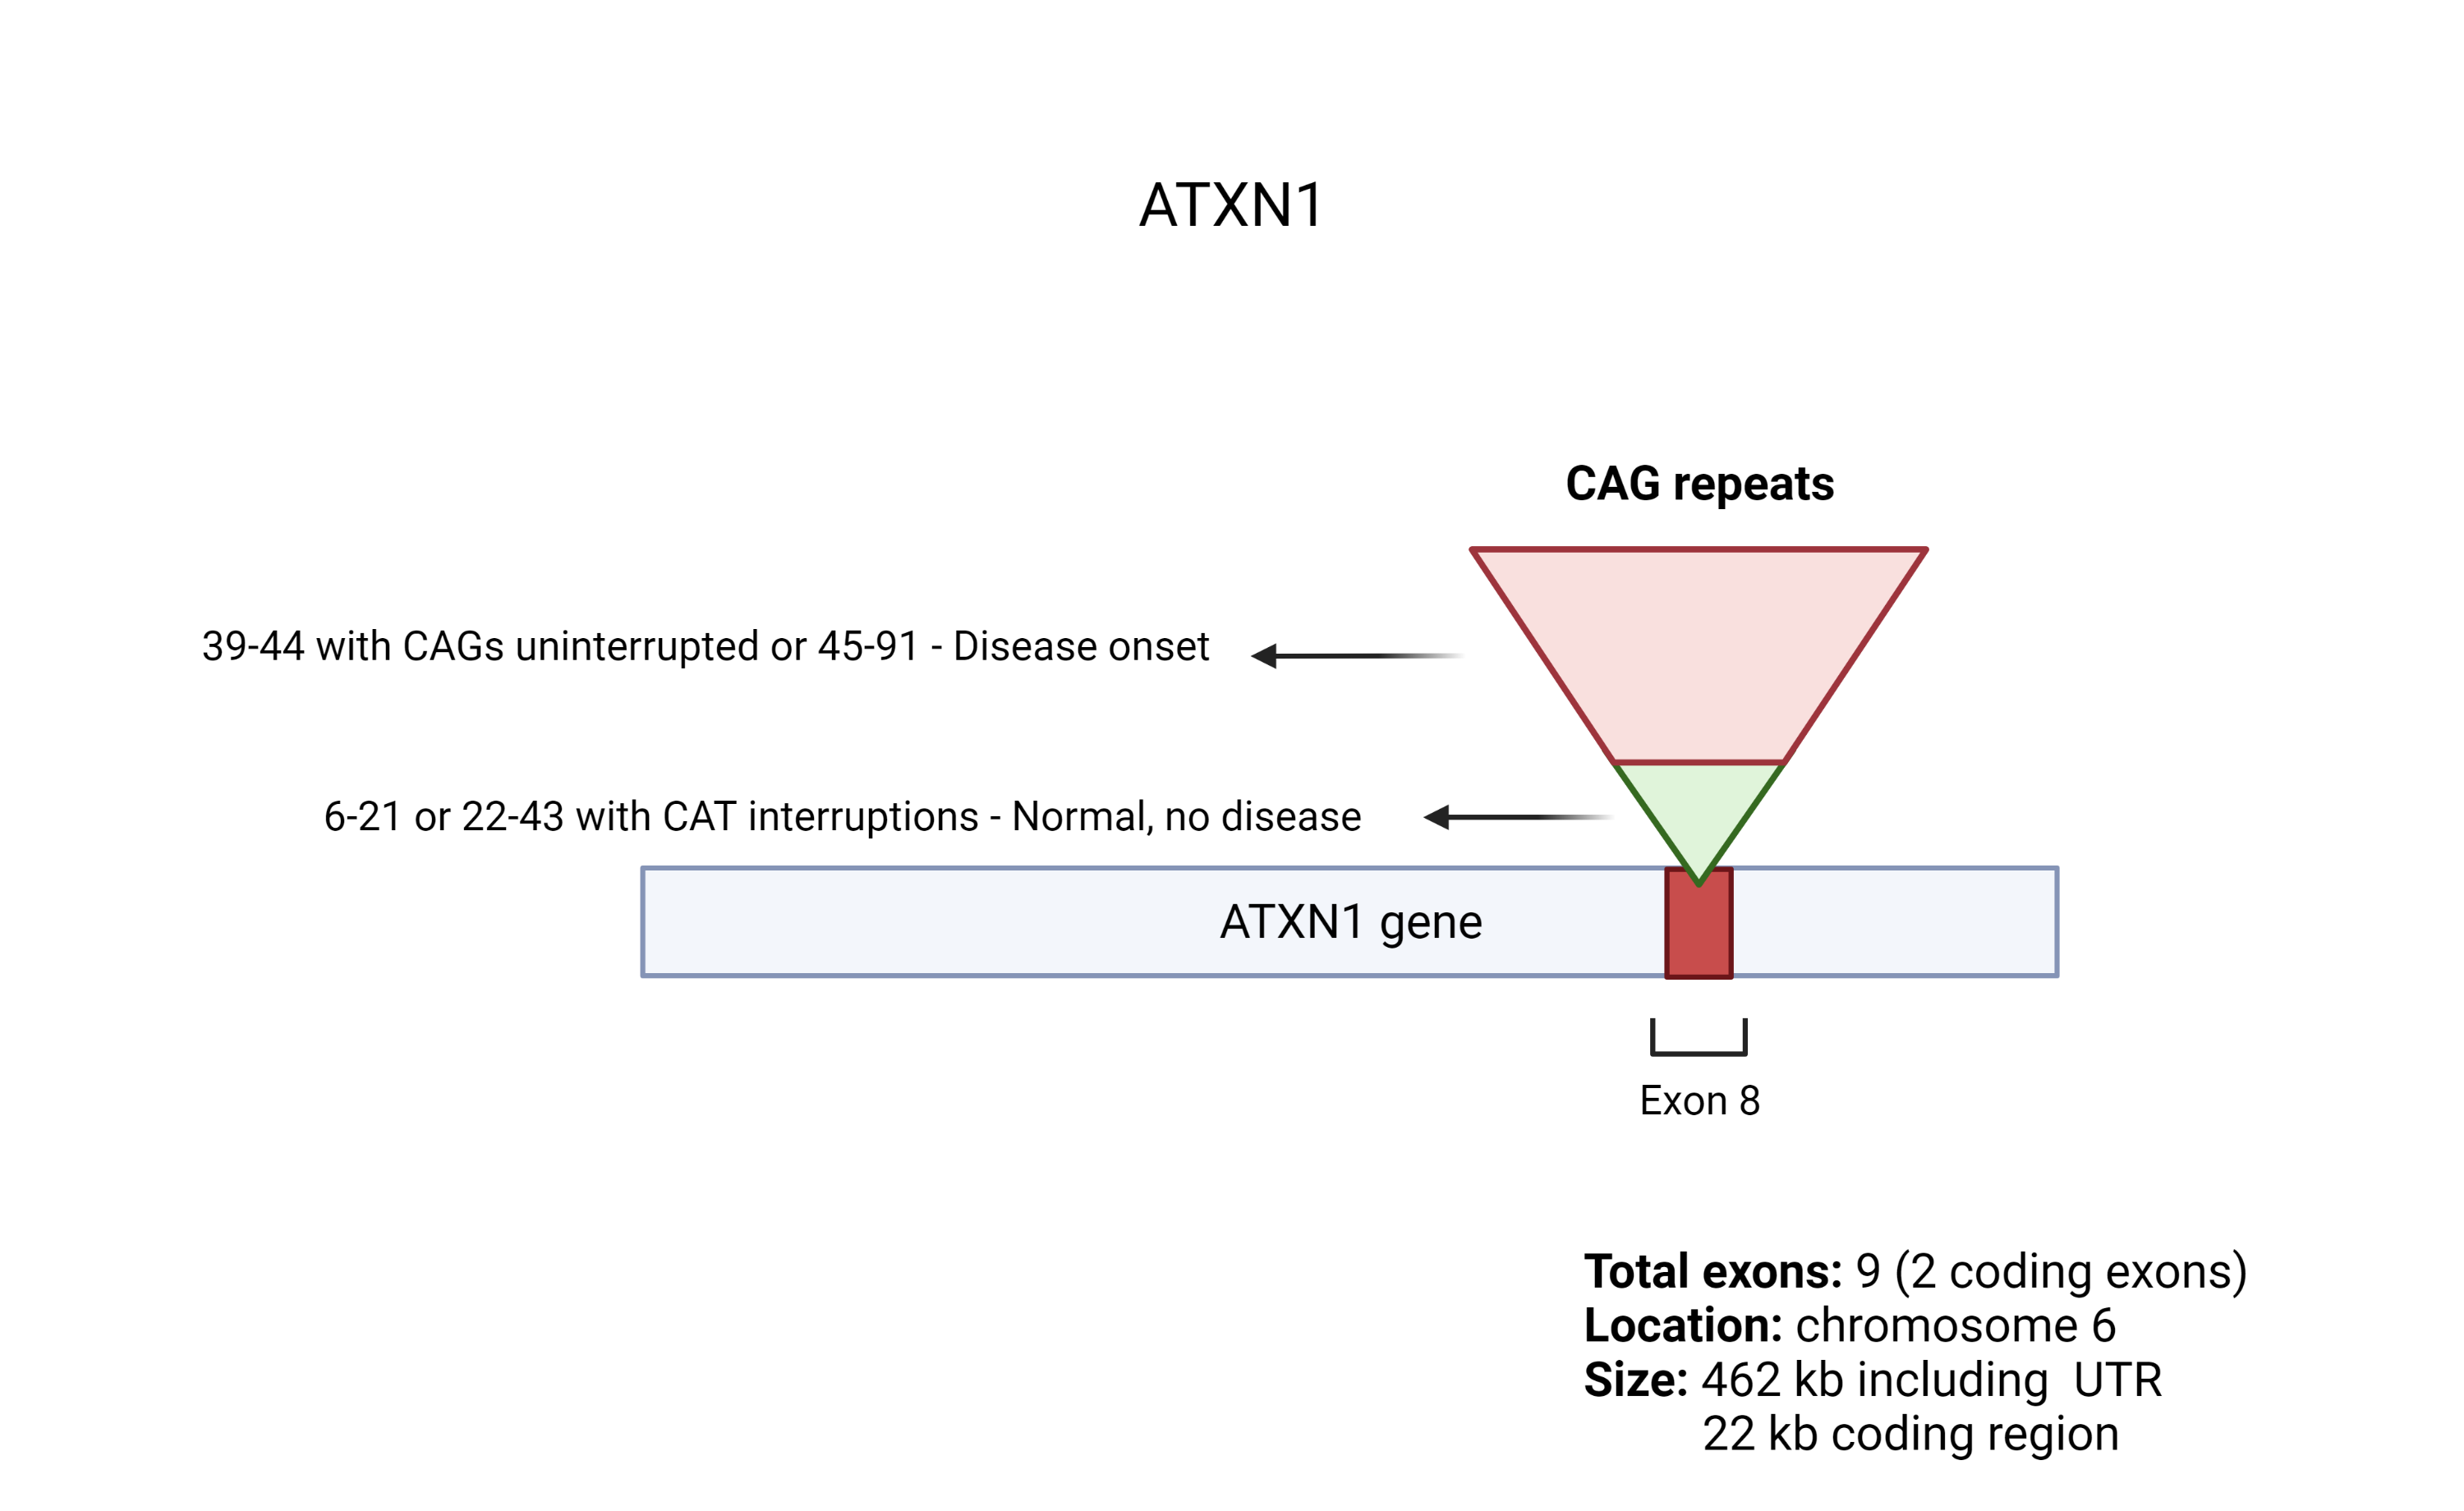 ATXN1
CAG repeats
39-44 with CAGs uninterrupted or 45-91 - Disease onset
6-21 or 22-43 with CAT interruptions - Normal, no disease
ATXN1 gene
Exon 8
Total exons: 9 (2 coding exons)
Location: chromosome 6
Size: 462 kb including  UTR
22 kb coding region